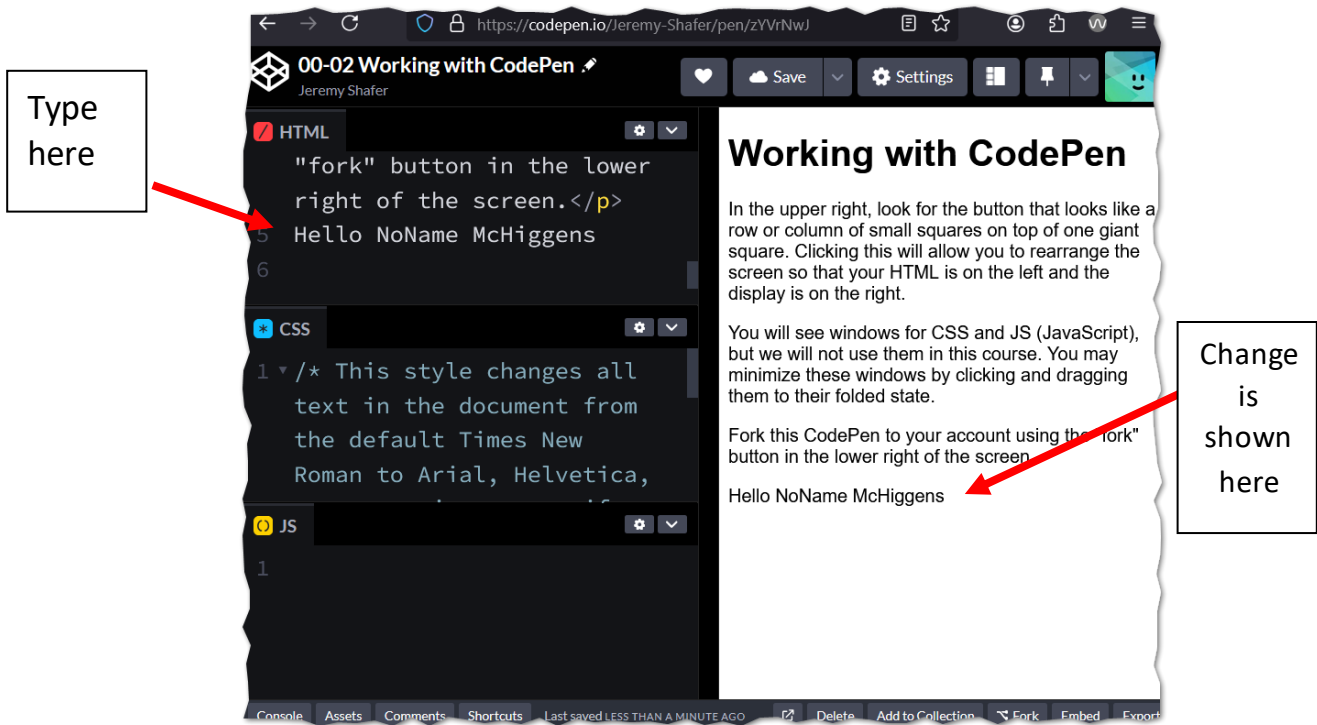 https://codepen.io/Jeremy-Shafer/pen/zYVrNwJ
00-02 Working with CodePen
Jeremy Shafer
Save
Settings
Type
here
HTML
"fork" button in the lower
right of the screen.</p>
5 Hello NoName McHiggens
6
CSS
1 /* This style changes all
text in the document from
the default Times New
Roman to Arial, Helvetica,
JS
1
Working with CodePen
In the upper right, look for the button that looks like a
row or column of small squares on top of one giant
square. Clicking this will allow you to rearrange the
screen so that your HTML is on the left and the
display is on the right.
You will see windows for CSS and JS (JavaScript),
but we will not use them in this course. You may
minimize these windows by clicking and dragging
them to their folded state.
Fork this CodePen to your account using the "fork"
button in the lower right of the screen
Hello NoName McHiggens
Change
is
shown
here
Console Assets Comments Shortcuts Last saved LESS THAN A MINUTE AGO Delete Add to Collection Fork Embed Export